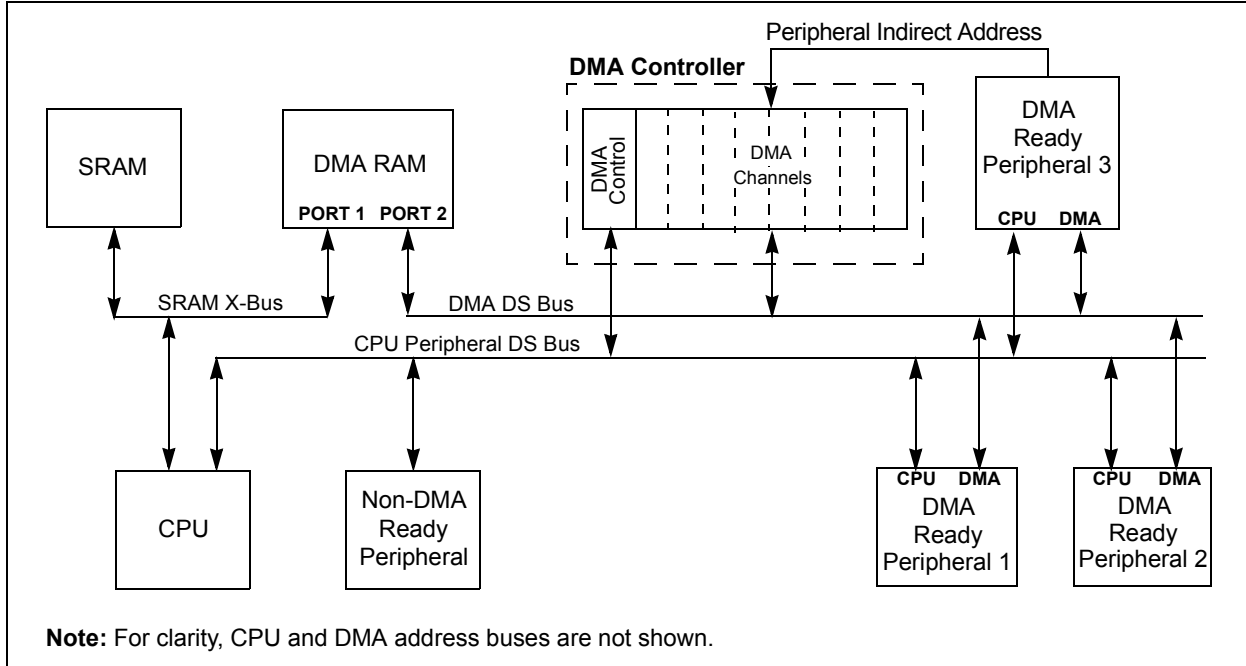 Peripheral Indirect Address
DMA Controller
SRAM
DMA RAM
PORT 1 PORT 2
DMA
Control
DMA
Channels
DMA
Ready
Peripheral 3
CPU DMA
SRAM X-Bus
DMA DS Bus
CPU Peripheral DS Bus
CPU
Non-DMA
Ready
Peripheral
CPU DMA
DMA
Ready
Peripheral 1
CPU DMA
DMA
Ready
Peripheral 2
Note: For clarity, CPU and DMA address buses are not shown.